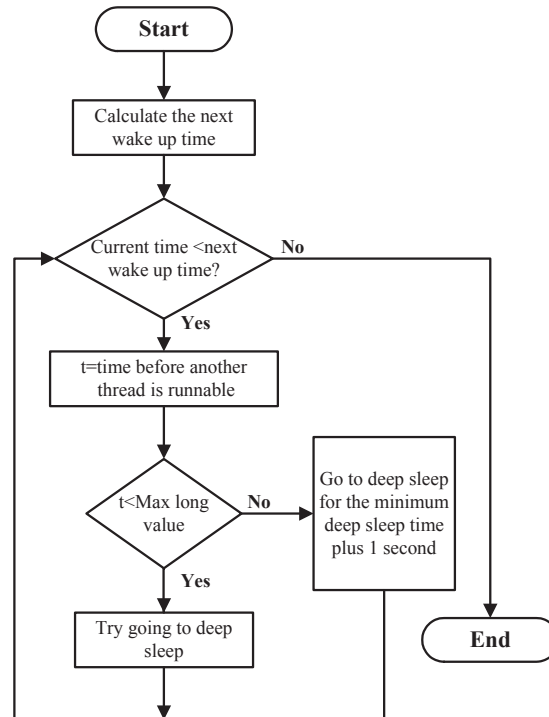 Start
Calculate the next
wake up time
Current time <next
wake up time?
No
Yes
t=time before another
thread is runnable
t<Max long
value
No
Go to deep sleep
for the minimum
deep sleep time
plus 1 second
Yes
Try going to deep
sleep
End